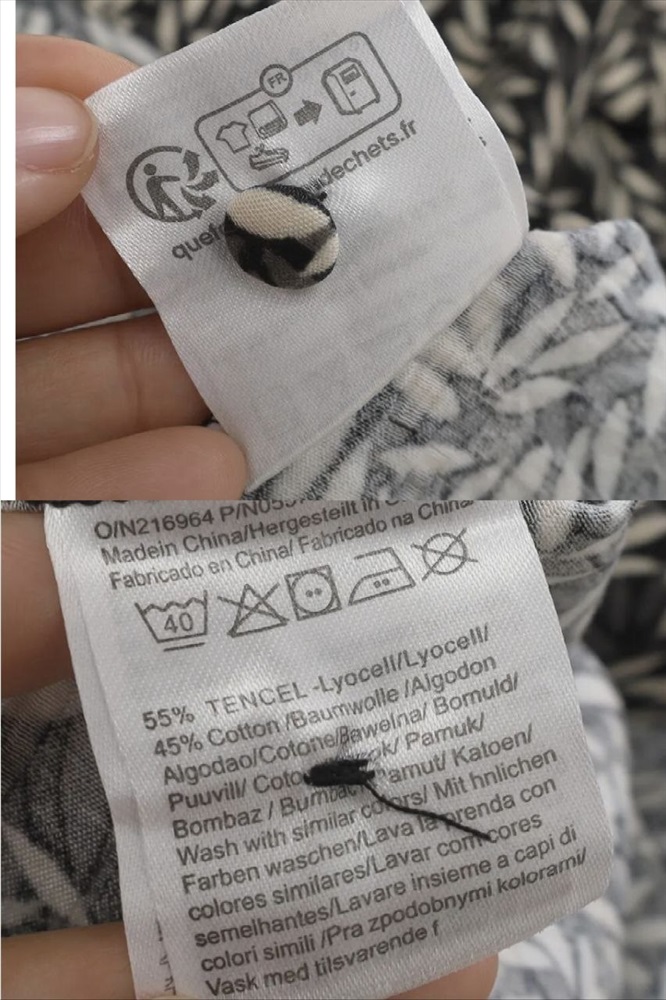 FR
dechets.fr
O/N216964
Madein China/Hergestellt in
Fabricado en China/ Fabricado na China
40
55% TENCEL -Lyocell/Lyocell/
45% Cotton /Baumwolle /Algodon
Algodao/Cotone/Bawelna/ Bomuld/
Puuvill/ Pamuk/
Bombaz / Katoen/
Wash with similar colors/ Mit hnlichen
Farben waschen/Lava la prenda con
colores similares/Lavar com cores
semelhantes/Lavare insieme a capi di
colori simili /Pra zpodobnymi kolorami/
Vask med tilsvarende f